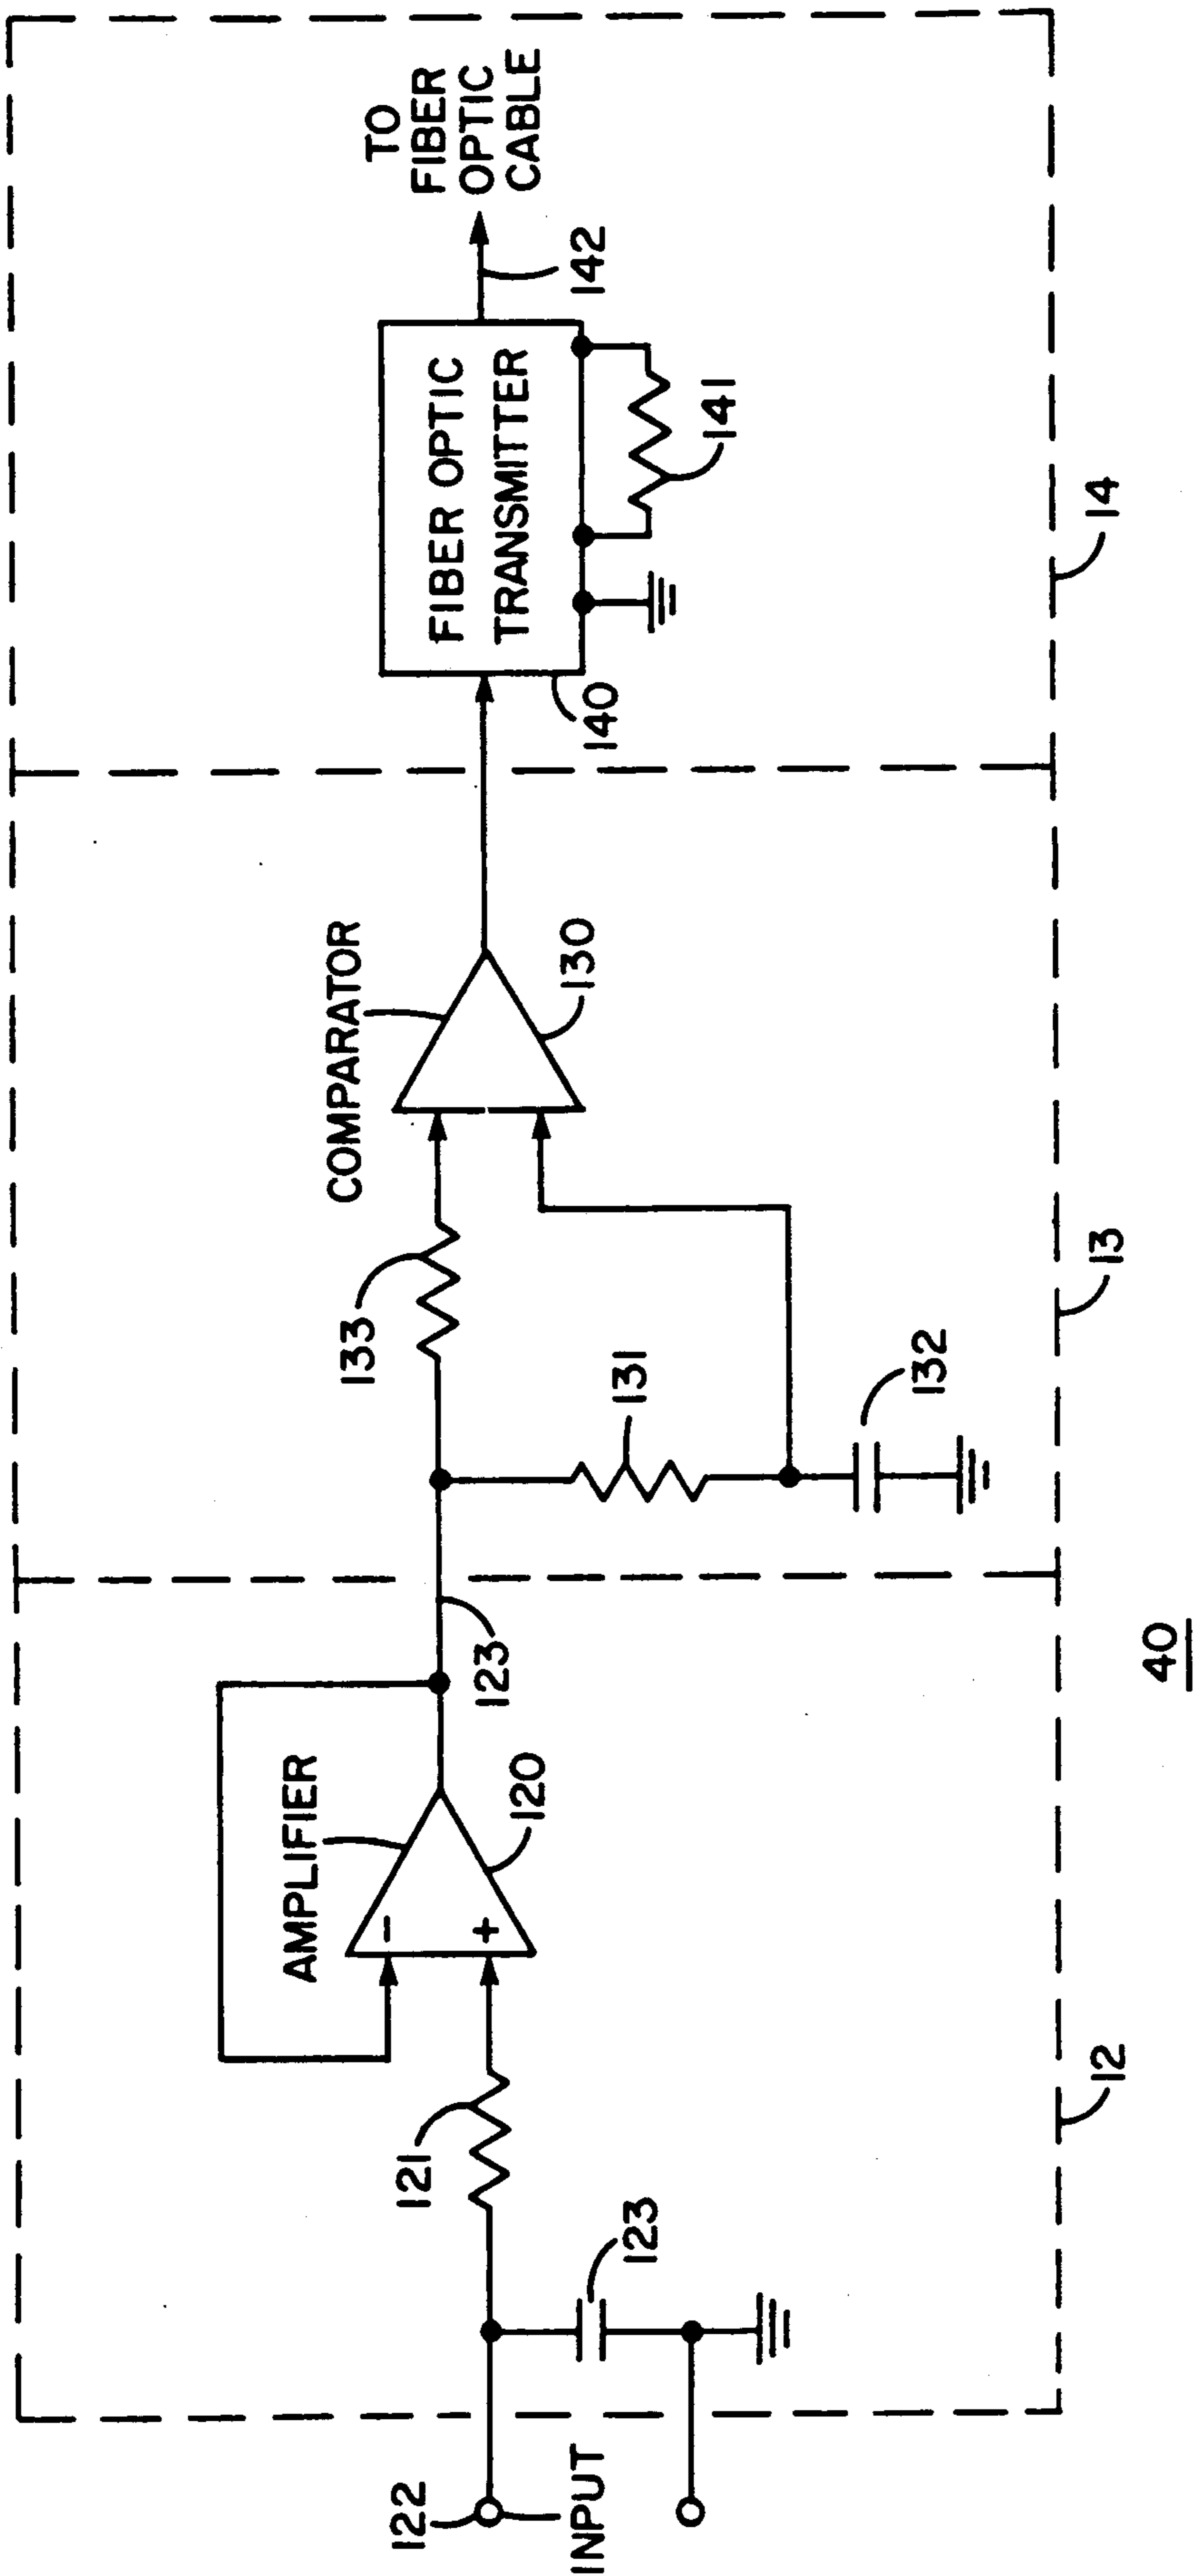 122
INPUT
123
121
AMPLIFIER
-
+
120
123
12
133
131
132
COMPARATOR
130
13
140
FIBER OPTIC
TRANSMITTER
141
142
TO
FIBER
OPTIC
CABLE
14
40